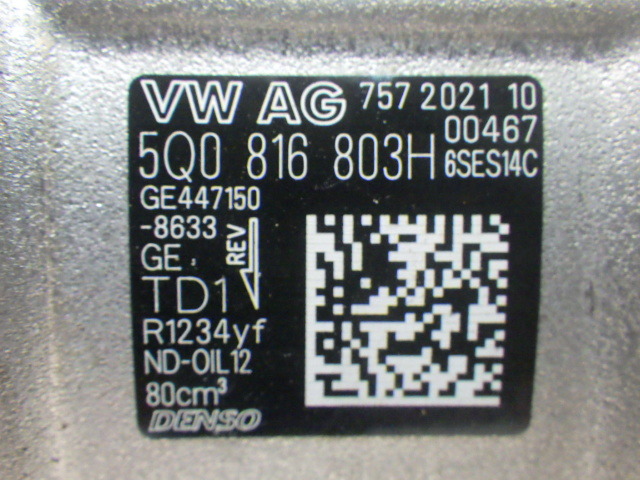 VW AG 757 2021 10
00467
5Q0 816 803H 6SES14C
GE447150
-8633
REV
GE
TD1
R1234yf
ND-OIL12
80cm³
DENSO